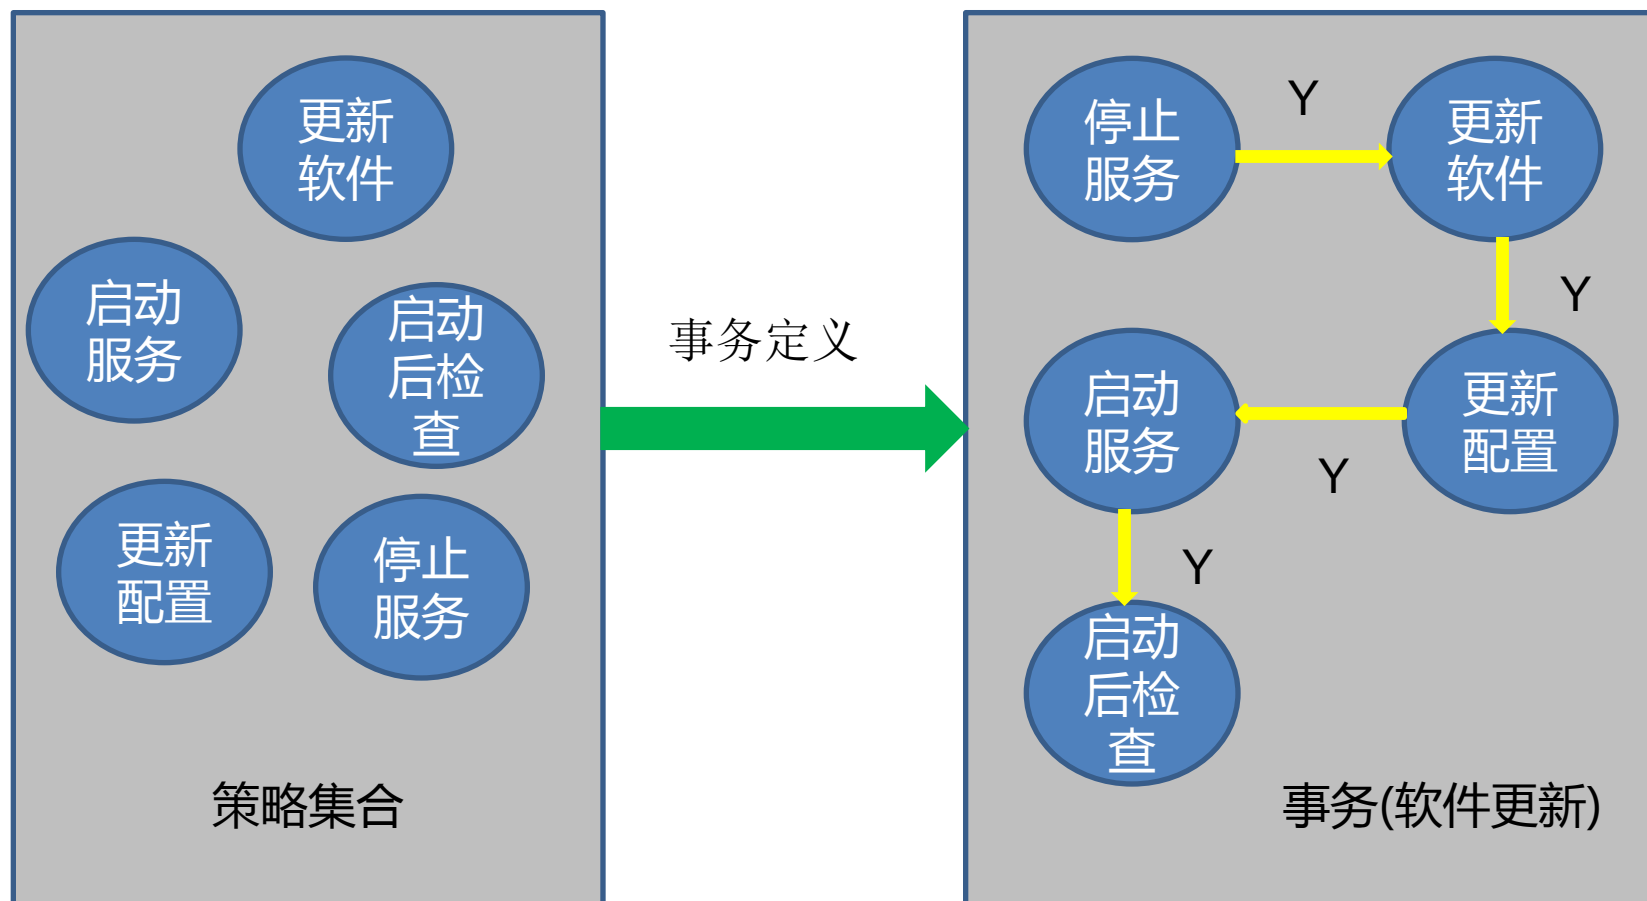 更新
软件
启动
服务
启动
后检
查
更新
配置
停止
服务
策略集合
事务定义
停止
服务
Y
更新
软件
Y
更新
配置
Y
启动
服务
Y
启动
后检
查
事务(软件更新)